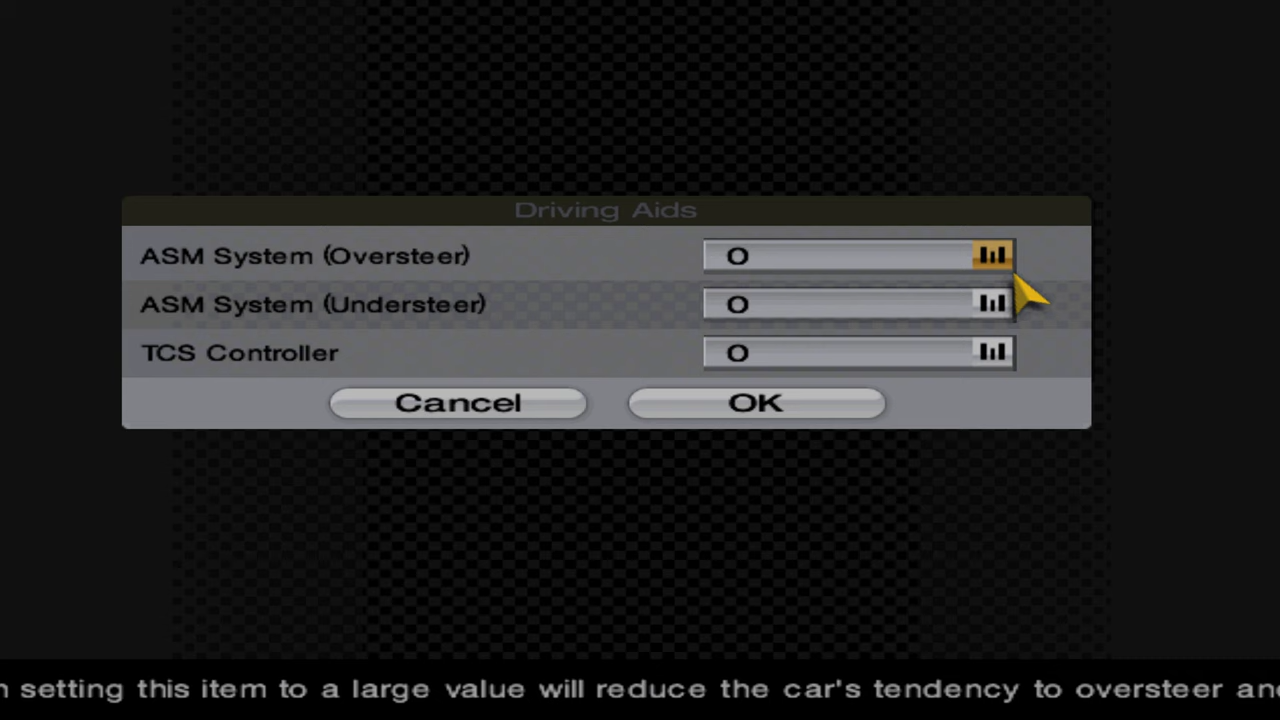 Driving Aids
ASM System (Oversteer) 0
ASM System (Understeer) 0
TCS Controller 0
Cancel OK
setting this item to a large value will reduce the car's tendency to oversteer